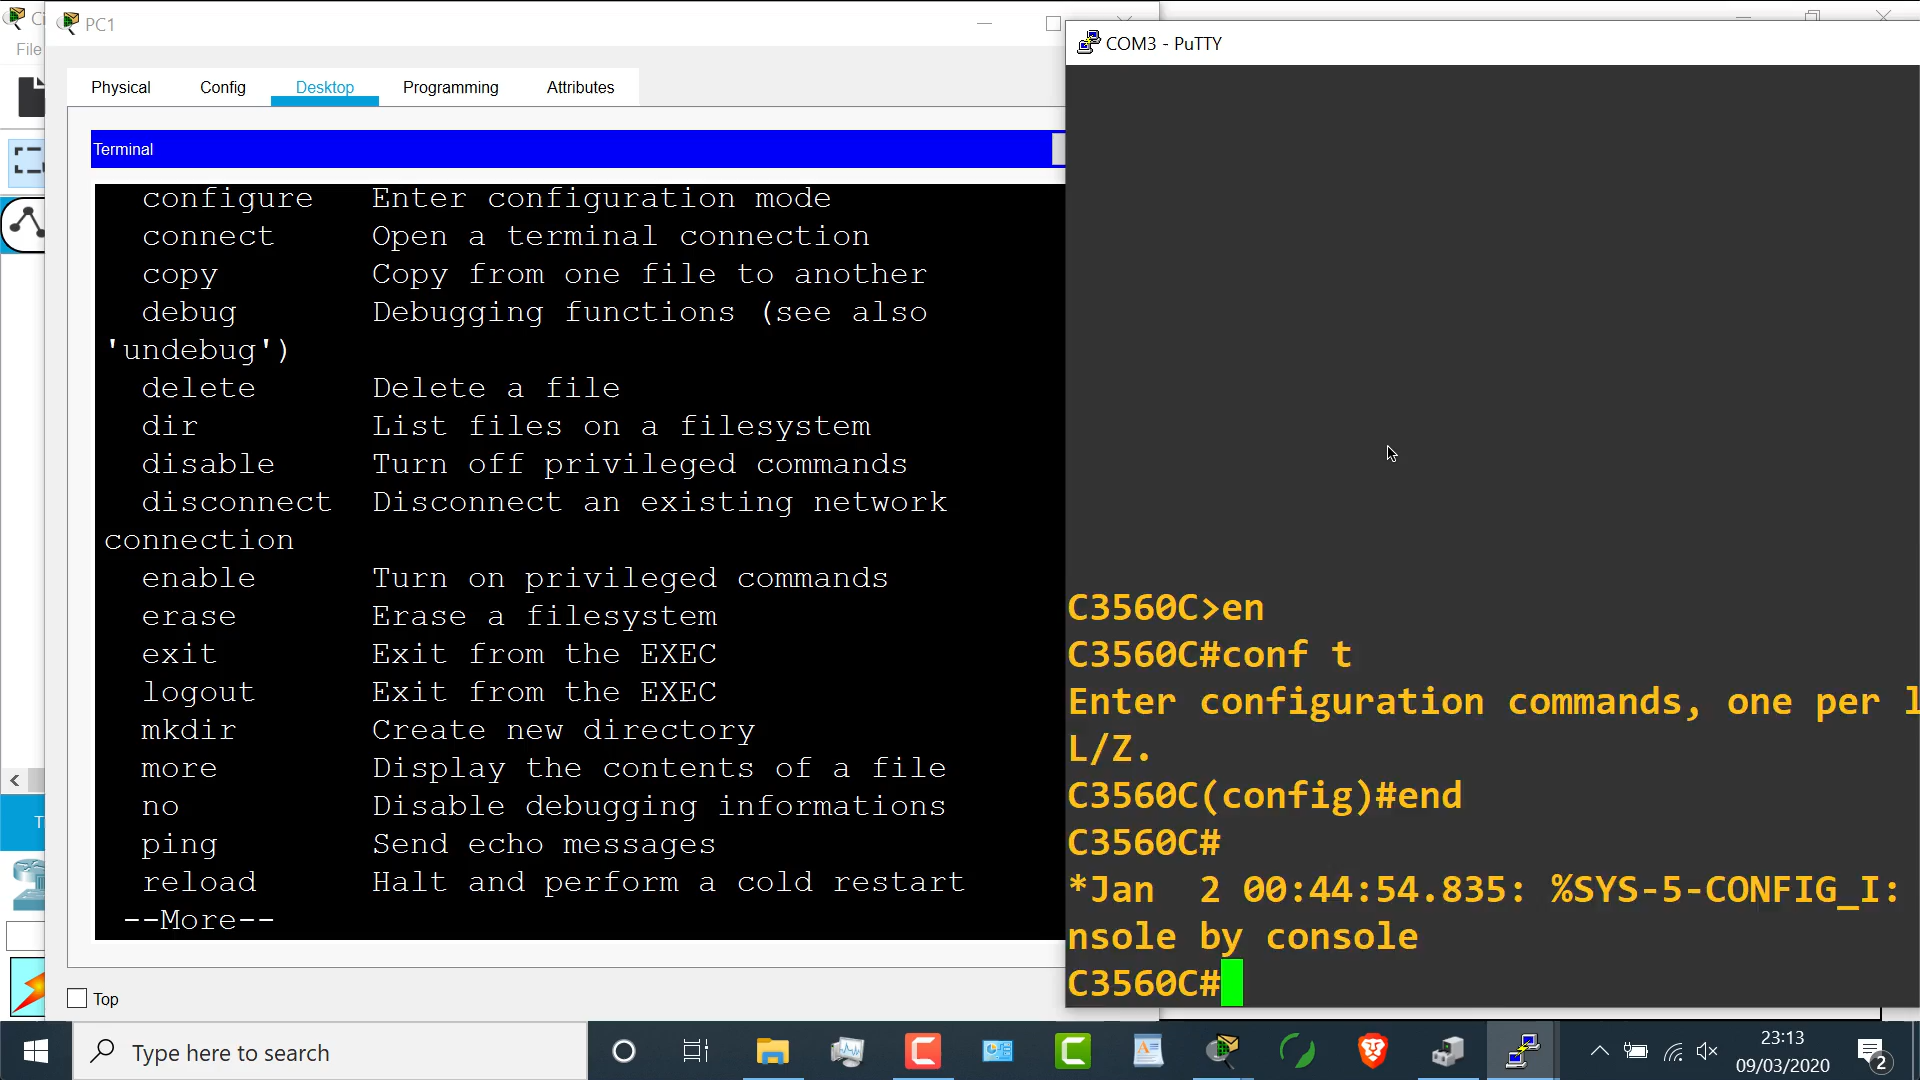 PC1
File
Physical Config Desktop Programming Attributes
Terminal
configure Enter configuration mode
connect Open a terminal connection
copy Copy from one file to another
debug Debugging functions (see also
'undebug')
delete Delete a file
dir List files on a filesystem
disable Turn off privileged commands
disconnect Disconnect an existing network
connection
enable Turn on privileged commands
erase Erase a filesystem
exit Exit from the EXEC
logout Exit from the EXEC
mkdir Create new directory
more Display the contents of a file
no Disable debugging informations
ping Send echo messages
reload Halt and perform a cold restart
--More--
Top
COM3 - PuTTY
C3560C>en
C3560C#conf t
Enter configuration commands, one per l
L/Z.
C3560C(config)#end
C3560C#
*Jan  2 00:44:54.835: %SYS-5-CONFIG_I:
nsole by console
C3560C#
Type here to search
23:13
09/03/2020
2